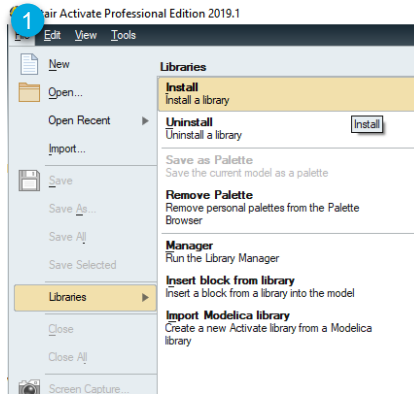 1
air Activate Professional Edition 2019.1
Edit View Tools
New
Open...
Open Recent
Import...
Save
Save As...
Save All
Save Selected
Libraries
Close
Close All
Screen Capture...
Libraries
Install
Install a library
Install
Uninstall
Uninstall a library
Save as Palette
Save the current model as a palette
Remove Palette
Remove personal palettes from the Palette
Browser
Manager
Run the Library Manager
Insert block from library
Insert a block from a library into the model
Import Modelica library
Create a new Activate library from a Modelica
library